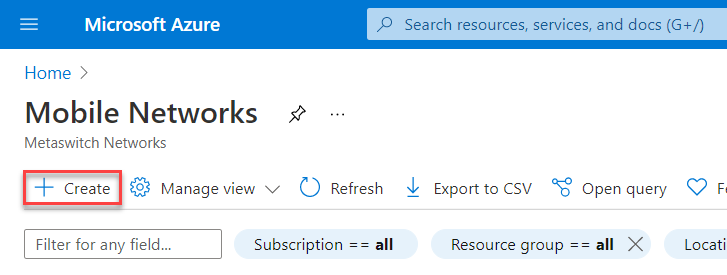 Microsoft Azure
Search resources, services, and docs (G+/)
Home
Mobile Networks
Metaswitch Networks
Create Manage view Refresh Export to CSV Open query
Filter for any field... Subscription == all Resource group == all